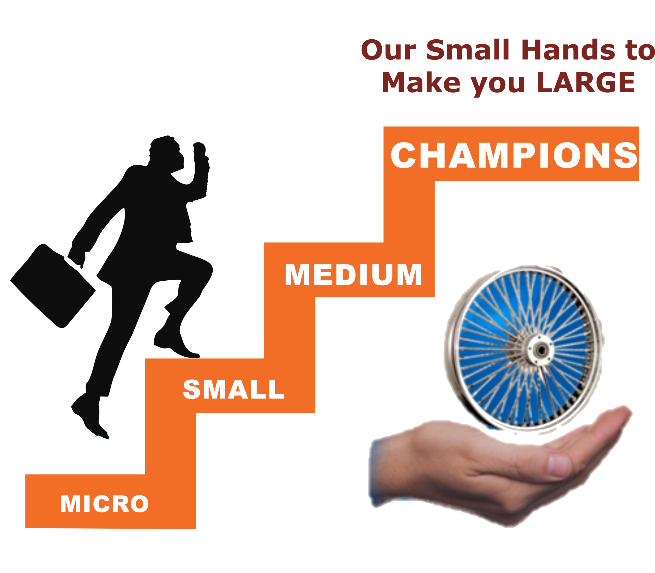 Our Small Hands to
Make you LARGE
CHAMPIONS
MEDIUM
SMALL
MICRO